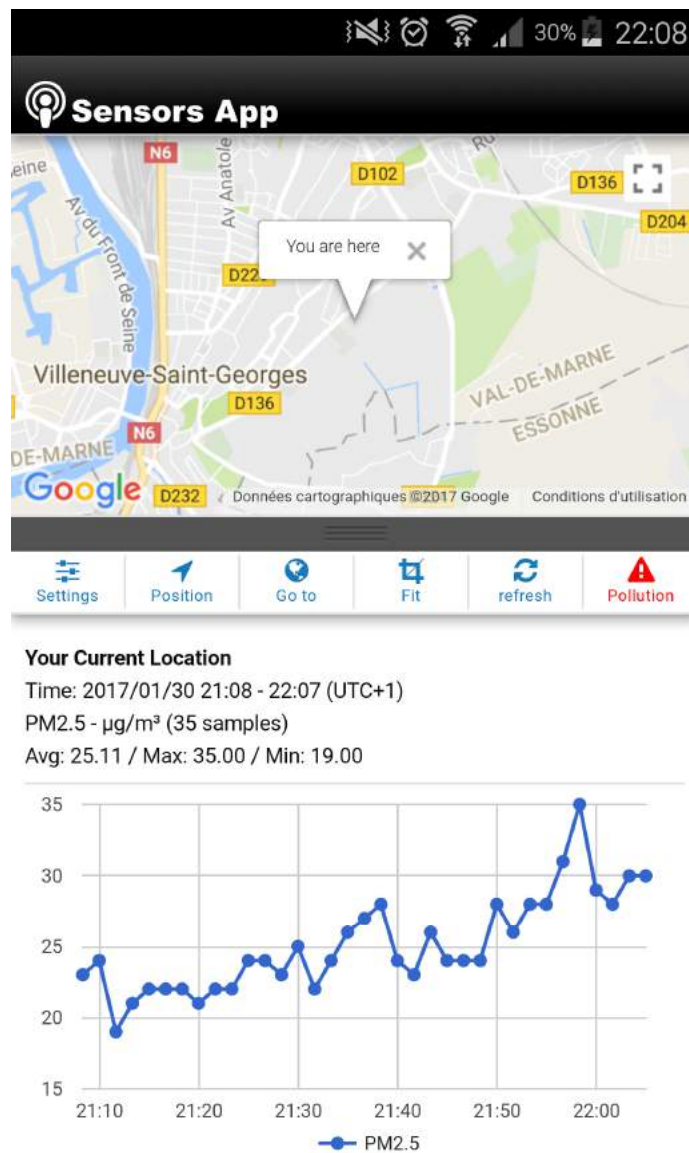 30% 22:08
Sensors App
eine
N6
Av Anatole
D102
Ru
D136
D204
Av du Front de Seine
You are here
D229
Villeneuve-Saint-Georges
D136
VAL-DE-MARNE
ESSONNE
N6
DE-MARNE
Google
D232
Données cartographiques ©2017 Google
Conditions d'utilisation
Settings Position Go to Fit refresh Pollution
Your Current Location
Time: 2017/01/30 21:08 - 22:07 (UTC+1)
PM2.5 - µg/m³ (35 samples)
Avg: 25.11 / Max: 35.00 / Min: 19.00
35
30
25
20
15
21:10 21:20 21:30 21:40 21:50 22:00
PM2.5